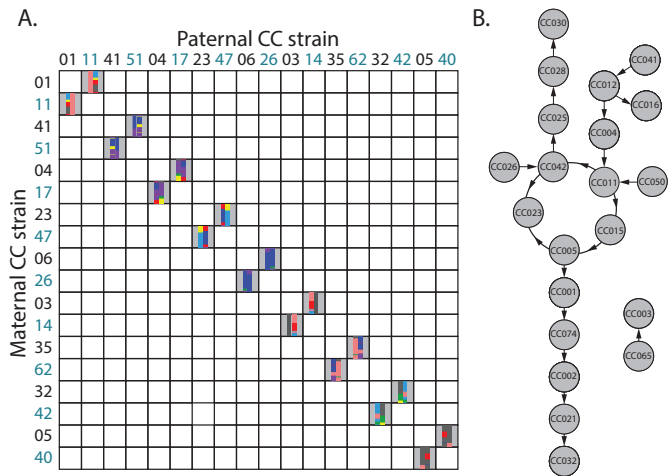 A.
Paternal CC strain
01 11 41 51 04 17 23 47 06 26 03 14 35 62 32 42 05 40
Maternal CC strain
01
11
41
51
04
17
23
47
06
26
03
14
35
62
32
42
05
40
B.
CC030
CC041
CC028
CC012
CC016
CC025
CC004
CC026
CC042
CC011
CC050
CC023
CC015
CC005
CC001
CC003
CC074
CC065
CC002
CC021
CC032